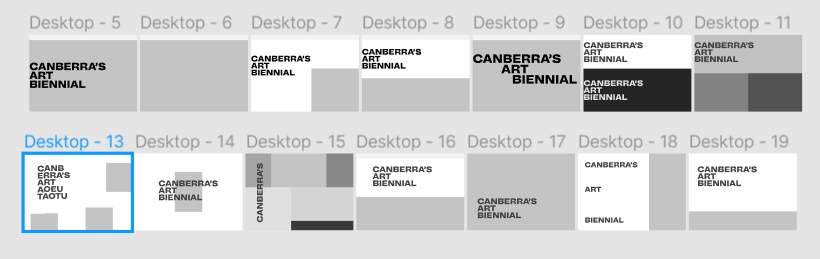 Desktop - 5
Desktop - 6
Desktop - 7
Desktop - 8
Desktop - 9
Desktop - 10
Desktop - 11
CANBERRA'S
ART
BIENNIAL
CANBERRA'S
ART
BIENNIAL
CANBERRA'S
ART
BIENNIAL
CANBERRA'S
ART
BIENNIAL
CANBERRA'S
ART
BIENNIAL
CANBERRA'S
ART
BIENNIAL
CANBERRA'S
ART
BIENNIAL
Desktop - 13
Desktop - 14
Desktop - 15
Desktop - 16
Desktop - 17
Desktop - 18
Desktop - 19
CANB
ERRA'S
ART
AOEU
TAOTU
CANBERRA'S
ART
BIENNIAL
CANBERRA'S
CANBERRA'S
ART
BIENNIAL
CANBERRA'S
ART
BIENNIAL
CANBERRA'S
ART
BIENNIAL
CANBERRA'S
ART
BIENNIAL